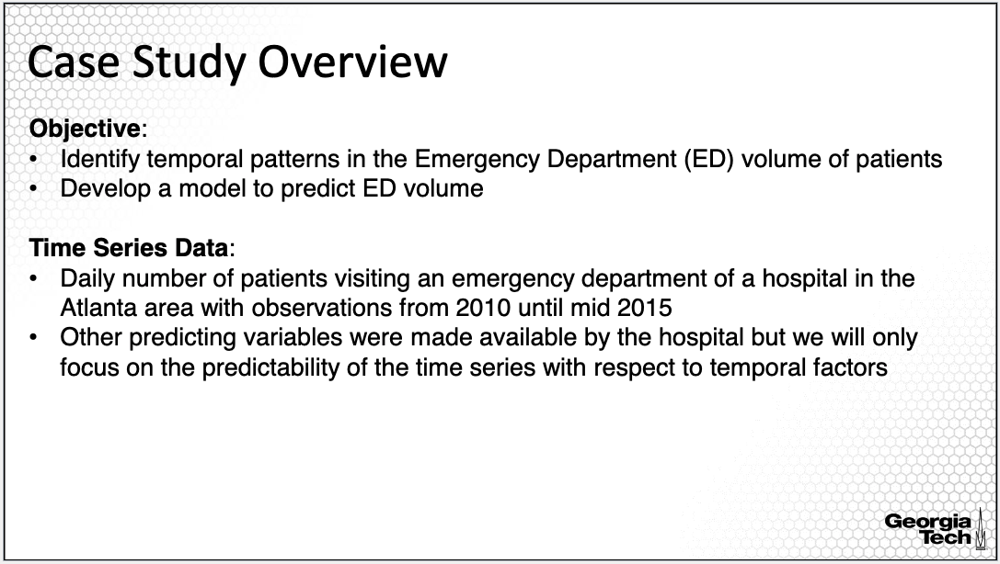 Case Study Overview
Objective:
• Identify temporal patterns in the Emergency Department (ED) volume of patients
• Develop a model to predict ED volume
Time Series Data:
• Daily number of patients visiting an emergency department of a hospital in the
Atlanta area with observations from 2010 until mid 2015
• Other predicting variables were made available by the hospital but we will only
focus on the predictability of the time series with respect to temporal factors
Georgia
Tech